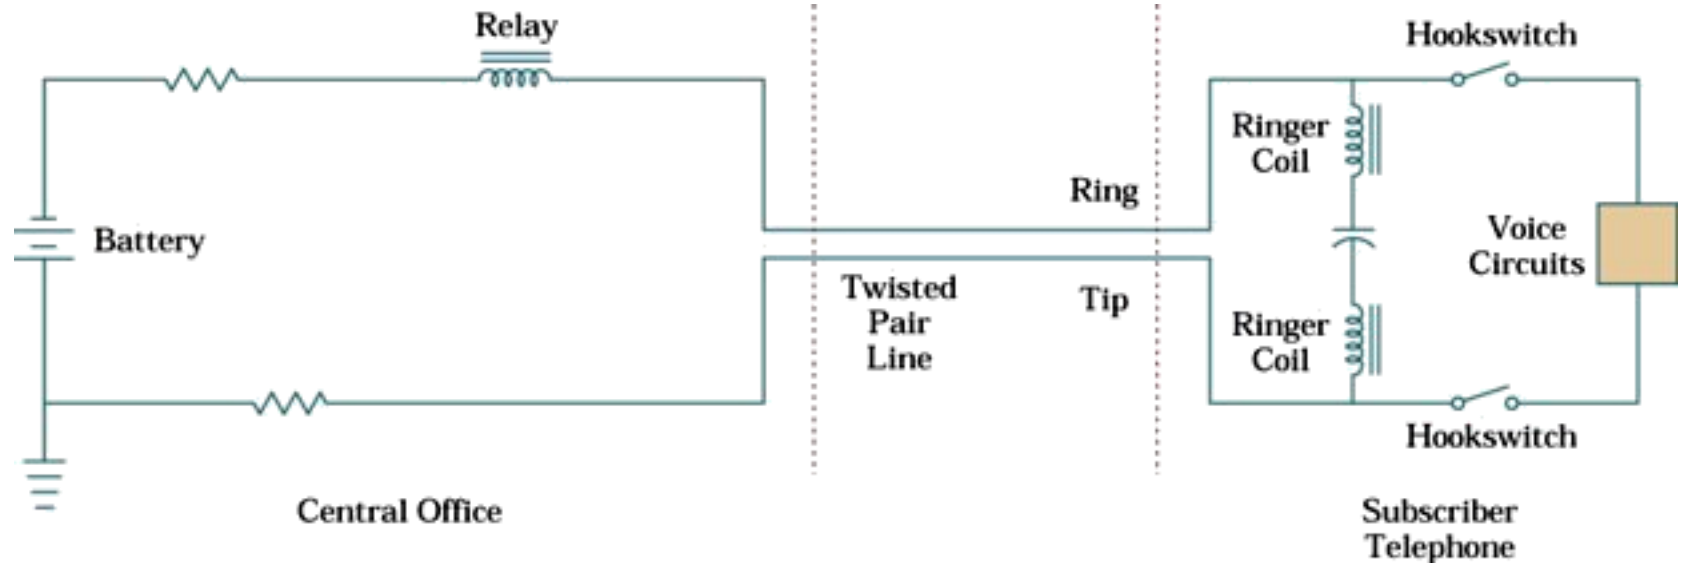 Relay
Hookswitch
Ringer
Coil
Ring
Battery
Voice
Circuits
Twisted
Pair
Line
Tip
Ringer
Coil
Hookswitch
Central Office
Subscriber
Telephone